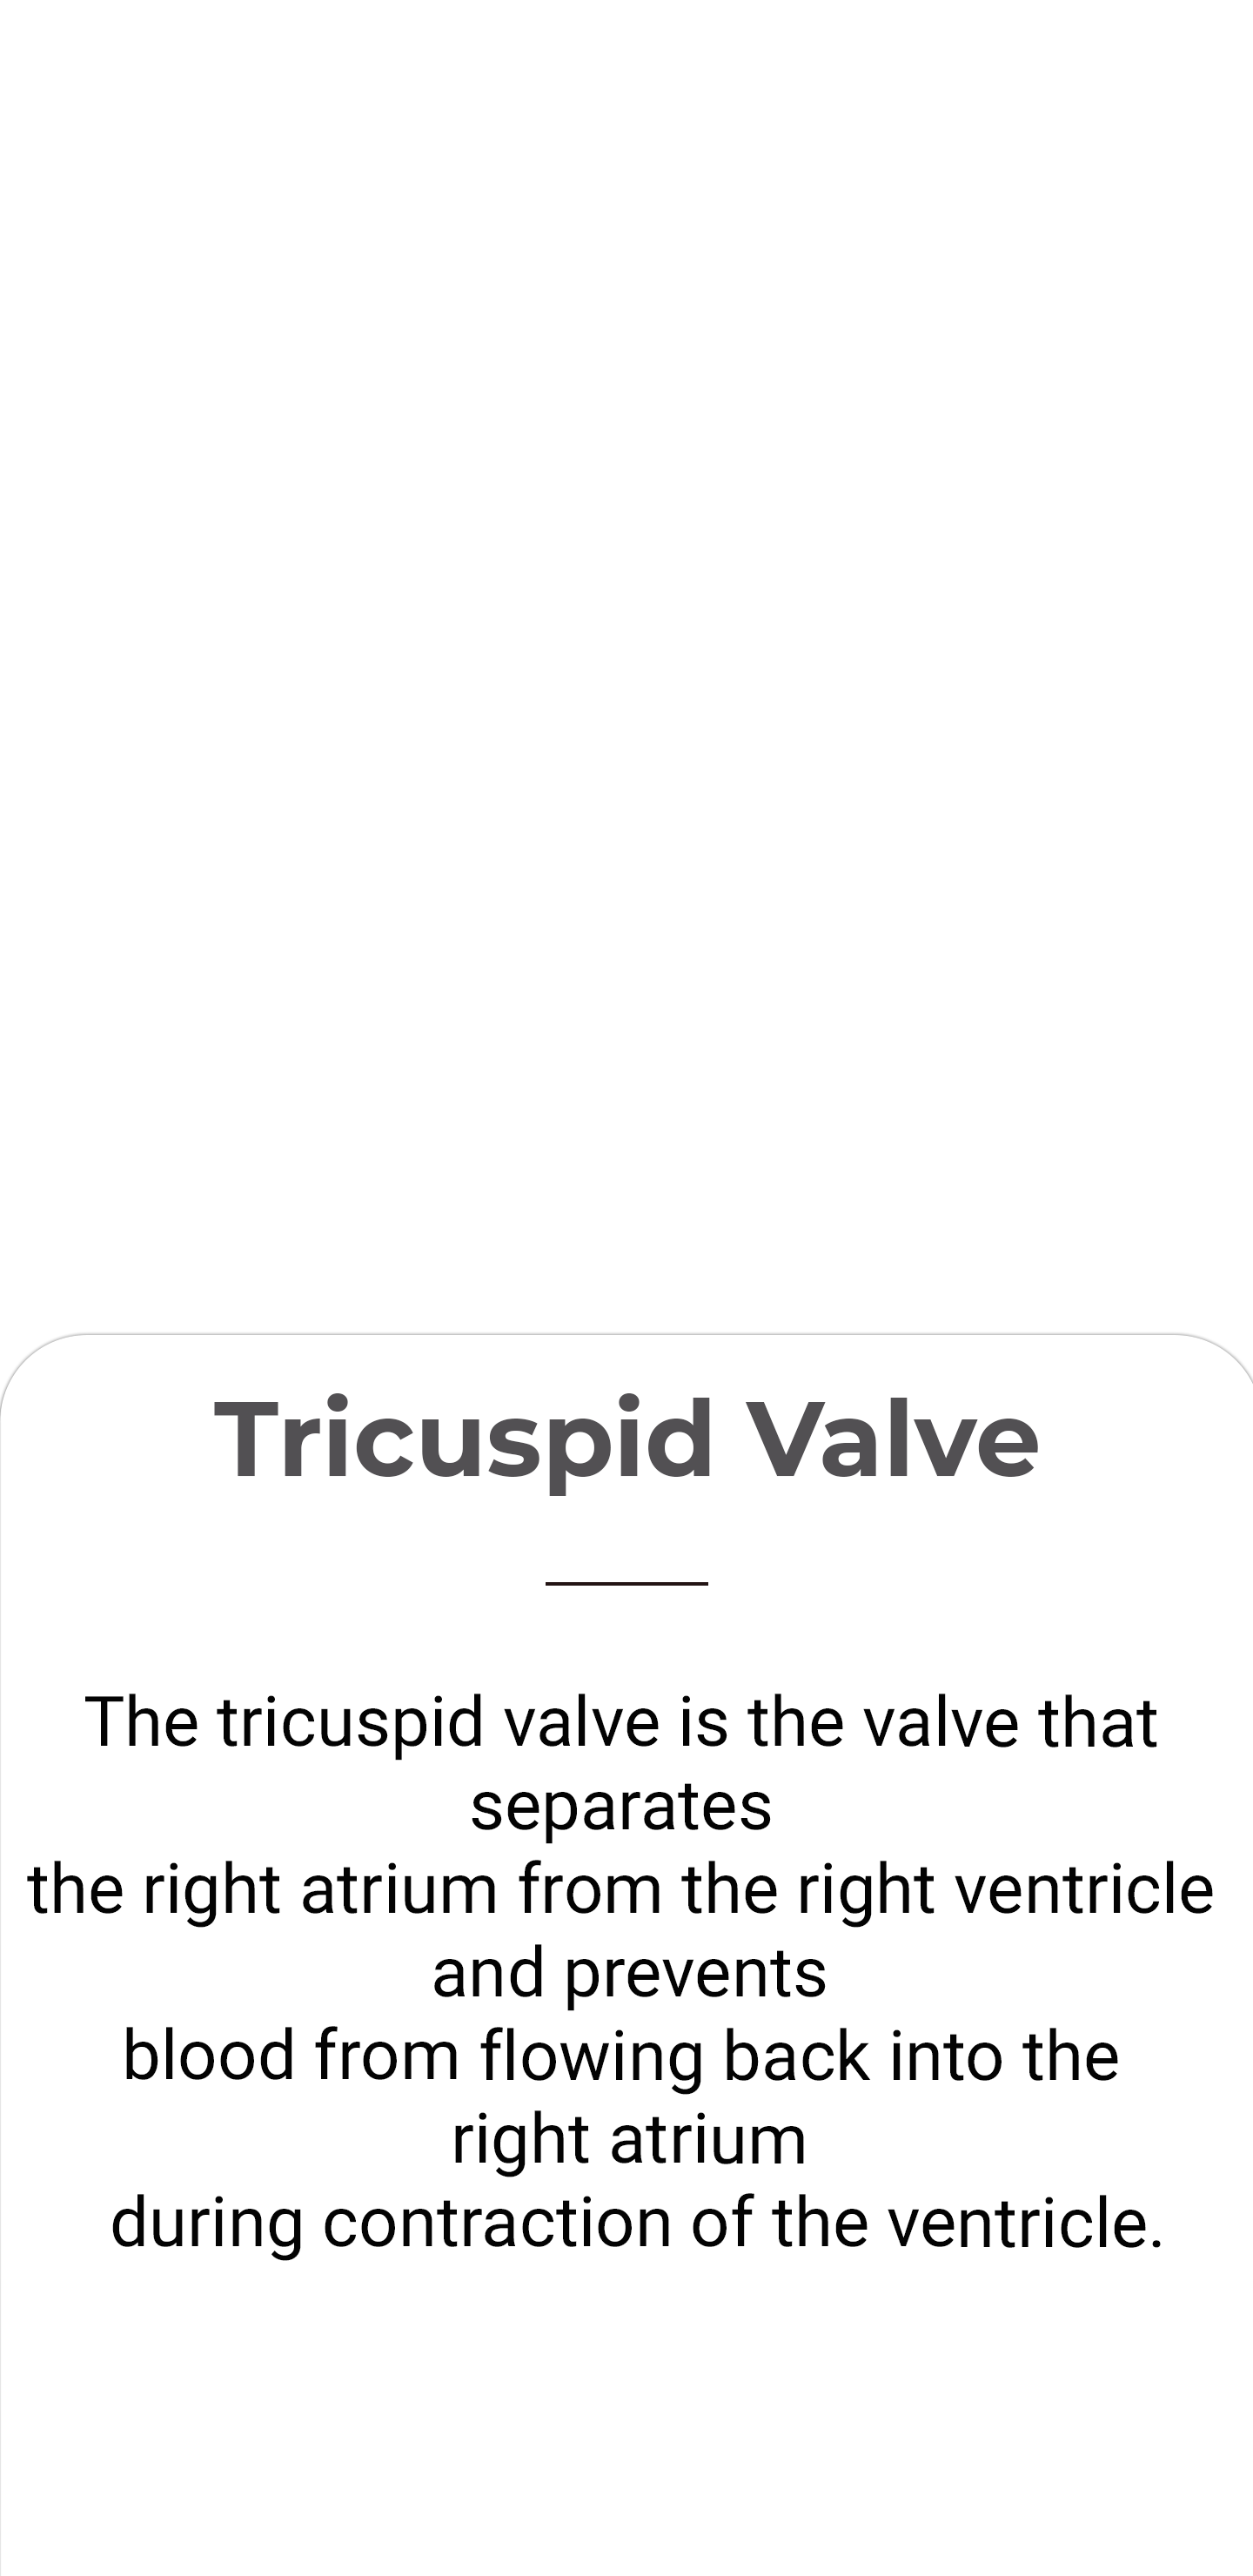 Tricuspid Valve
The tricuspid valve is the valve that
separates
the right atrium from the right ventricle
and prevents
blood from flowing back into the
right atrium
during contraction of the ventricle.